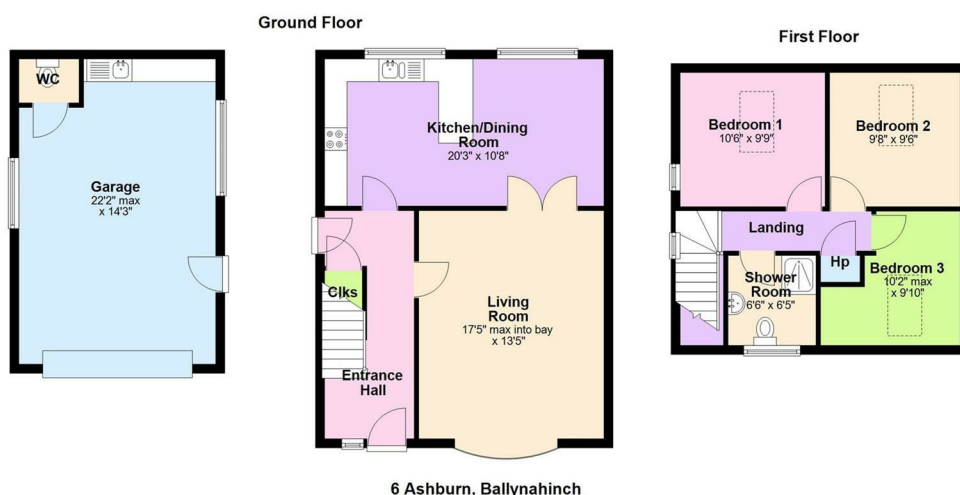 Ground Floor
First Floor
WC
Garage
22'2" max
x 14'3"
Kitchen/Dining
Room
20'3" x 10'8"
Clks
Entrance
Hall
Living
Room
17'5" max into bay
x 13'5"
Bedroom 1
10'6" x 9'9"
Bedroom 2
9'8" x 9'6"
Landing
Hp
Shower
Room
6'6" x 6'5"
Bedroom 3
10'2" max
x 9'10"
6 Ashburn, Ballynahinch